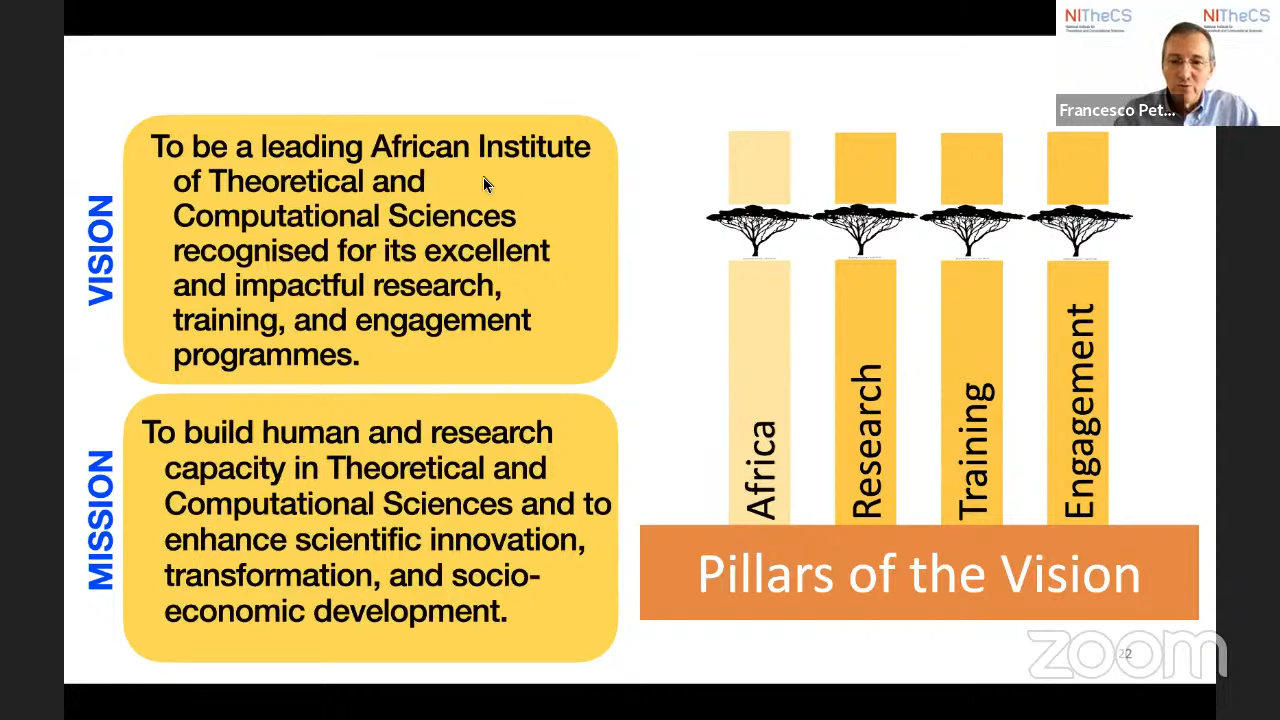 NITheCS
NITheCS
Francesco Pet...
VISION
To be a leading African Institute
of Theoretical and
Computational Sciences
recognised for its excellent
and impactful research,
training, and engagement
programmes.
MISSION
To build human and research
capacity in Theoretical and
Computational Sciences and to
enhance scientific innovation,
transformation, and socio-
economic development.
Africa
Research
Training
Engagement
Pillars of the Vision
zoom
22